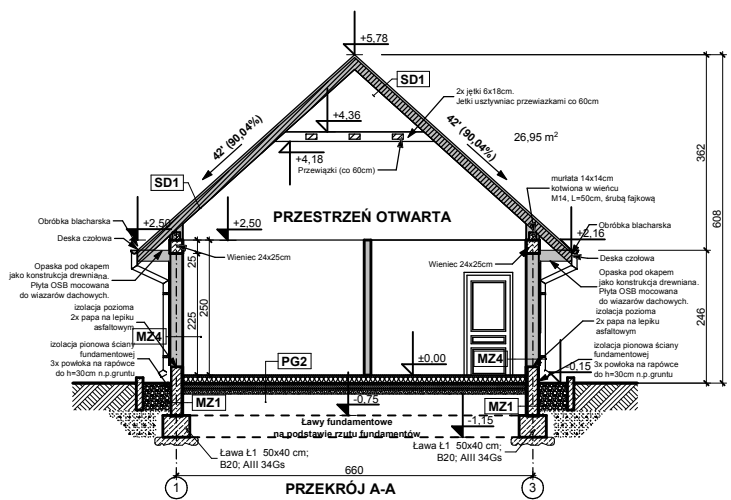 +5,78
SD1
2x jętki 6x18cm.
Jetki usztywniac przewiazkami co 60cm
42' (90,04%)
+4,36
42' (90,04%)
26,95 m²
+4,18
Przewiązki (co 60cm)
362
608
SD1
murłata 14x14cm
kotwiona w wieńcu
M14, L=50cm, śrubą fajkową
PRZESTRZEŃ OTWARTA
Obróbka blacharska
+2,50
+2,50
+2,16
Obróbka blacharska
Deska czołowa
Deska czołowa
25
Wieniec 24x25cm
Wieniec 24x25cm
Opaska pod okapem
jako konstrukcja drewniana.
Płyta OSB mocowana
do wiazarów dachowych.
Opaska pod okapem
jako konstrukcja drewniana.
Płyta OSB mocowana
do wiazarów dachowych.
225
250
246
izolacja pozioma
2x papa na lepiku
asfaltowym
izolacja pozioma
2x papa na lepiku
asfaltowym
MZ4
izolacja pionowa ściany
fundamentowej
3x powłoka na rapówce
do h=30cm n.p.gruntu
PG2
±0,00
MZ4
-0,15
izolacja pionowa ściany
fundamentowej
3x powłoka na rapówce
do h=30cm n.p.gruntu
MZ1
-0,75
MZ1
Ławy fundamentowe
na podstawie rzutu fundamentów
-1,15
Ława Ł1 50x40 cm;
B20; AIII 34Gs
Ława Ł1 50x40 cm;
B20; AIII 34Gs
660
1
PRZEKRÓJ A-A
3